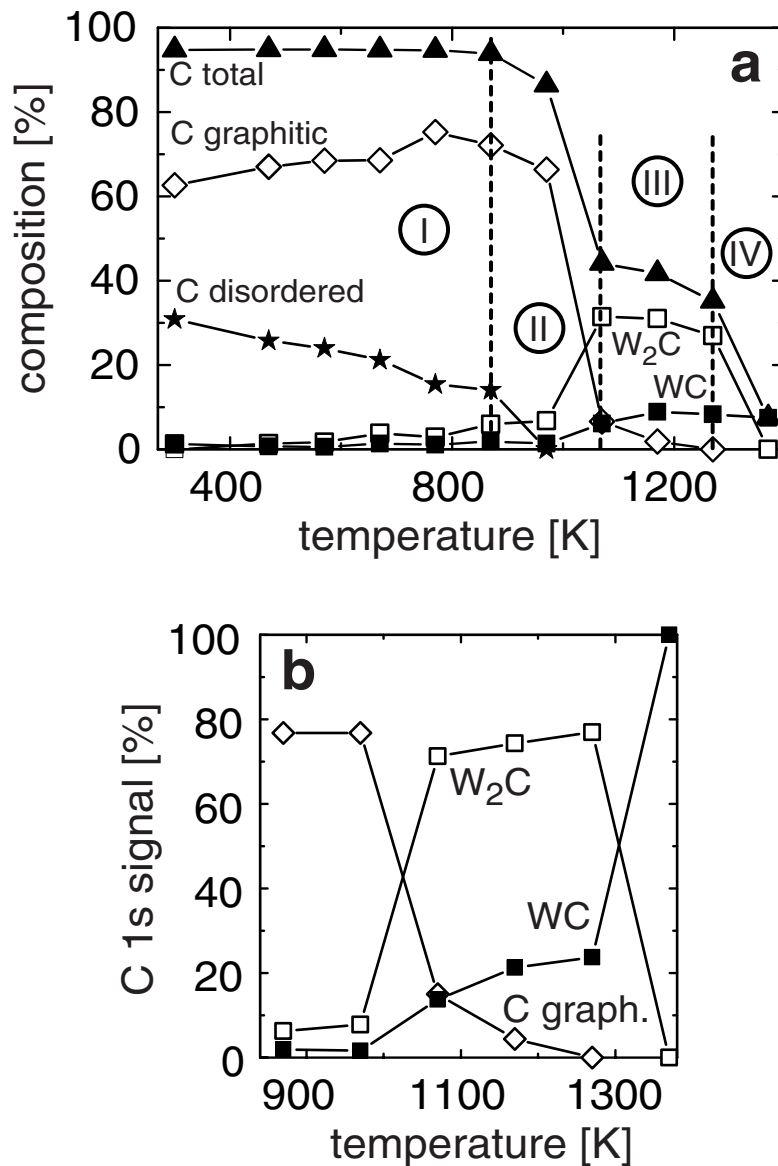 100
80
60
40
20
0
composition [%]
a
C total
C graphitic
C disordered
I
II
III
IV
W₂C
WC
400 800 1200
temperature [K]
100
80
60
40
20
0
C 1s signal [%]
b
W₂C
WC
C graph.
900 1100 1300
temperature [K]